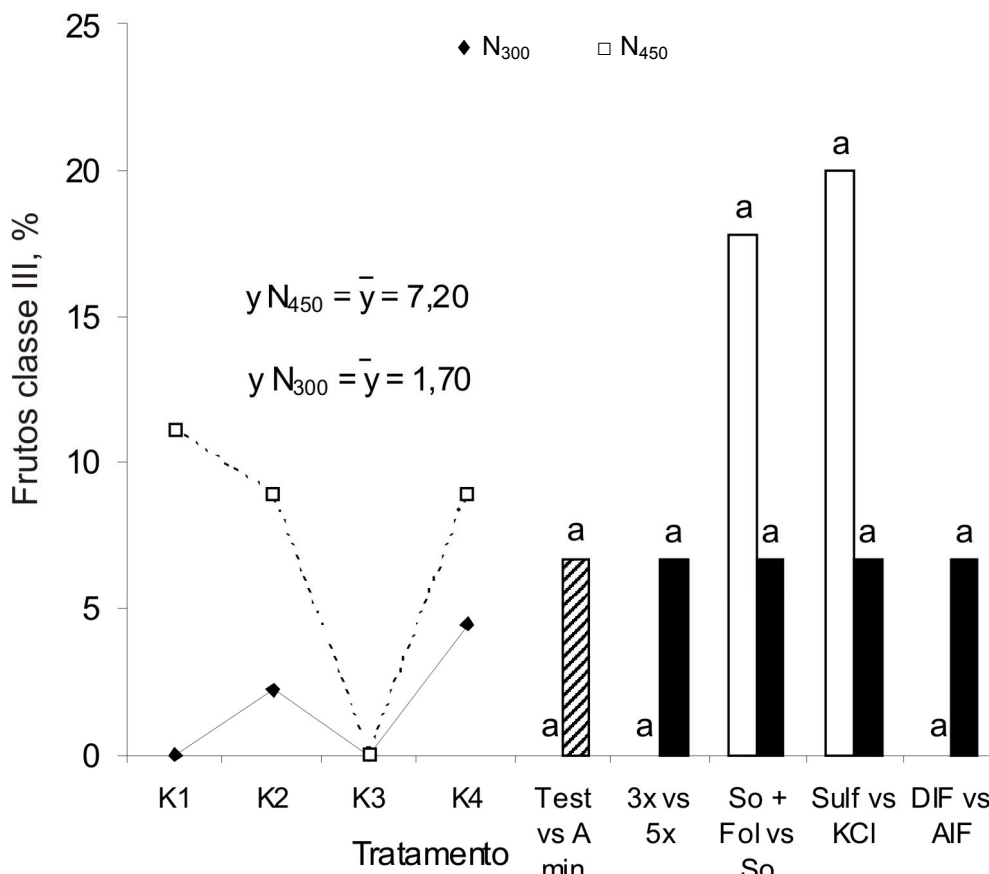 25
20
15
10
5
0
Frutos classe III, %
N300
N450
y N450 = y̅ = 7,20
y N300 = y̅ = 1,70
a
a
a
a
a
a
a
a
a
a
K1
K2
K3
K4
Test
vs A
min
3x vs
5x
So +
Fol vs
So
Sulf vs
KCl
DIF vs
AIF
Tratamento